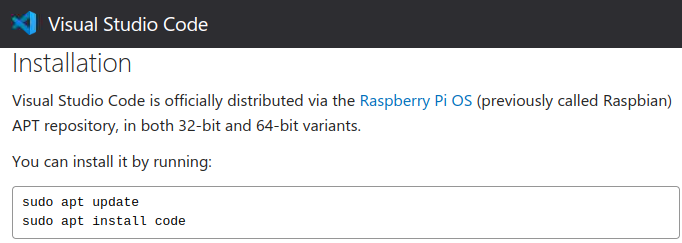 Visual Studio Code
Installation
Visual Studio Code is officially distributed via the Raspberry Pi OS (previously called Raspbian)
APT repository, in both 32-bit and 64-bit variants.
You can install it by running:
sudo apt update
sudo apt install code